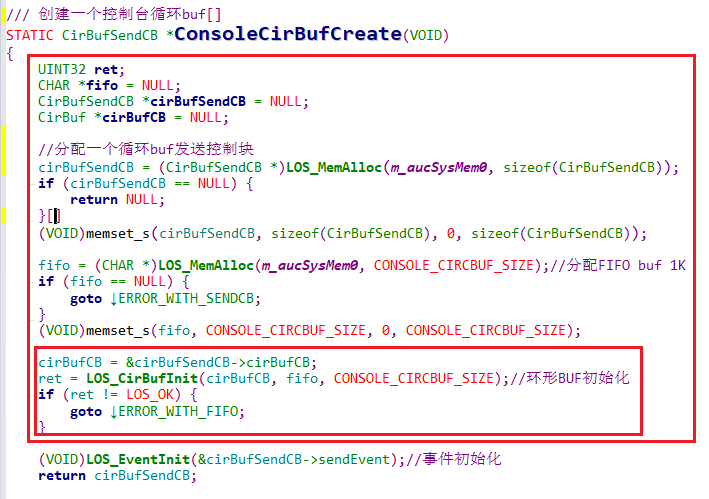 /// 创建一个控制台循环buf[]
STATIC CirBufSendCB *ConsoleCirBufCreate(VOID)
{
    UINT32 ret;
    CHAR *fifo = NULL;
    CirBufSendCB *cirBufSendCB = NULL;
    CirBuf *cirBufCB = NULL;

    //分配一个循环buf发送控制块
    cirBufSendCB = (CirBufSendCB *)LOS_MemAlloc(m_aucSysMem0, sizeof(CirBufSendCB));
    if (cirBufSendCB == NULL) {
        return NULL;
    }[]
    (VOID)memset_s(cirBufSendCB, sizeof(CirBufSendCB), 0, sizeof(CirBufSendCB));

    fifo = (CHAR *)LOS_MemAlloc(m_aucSysMem0, CONSOLE_CIRCBUF_SIZE);//分配FIFO buf 1K
    if (fifo == NULL) {
        goto ↓ERROR_WITH_SENDCB;
    }
    (VOID)memset_s(fifo, CONSOLE_CIRCBUF_SIZE, 0, CONSOLE_CIRCBUF_SIZE);

    cirBufCB = &cirBufSendCB->cirBufCB;
    ret = LOS_CirBufInit(cirBufCB, fifo, CONSOLE_CIRCBUF_SIZE);//环形BUF初始化
    if (ret != LOS_OK) {
        goto ↓ERROR_WITH_FIFO;
    }

    (VOID)LOS_EventInit(&cirBufSendCB->sendEvent);//事件初始化
    return cirBufSendCB;